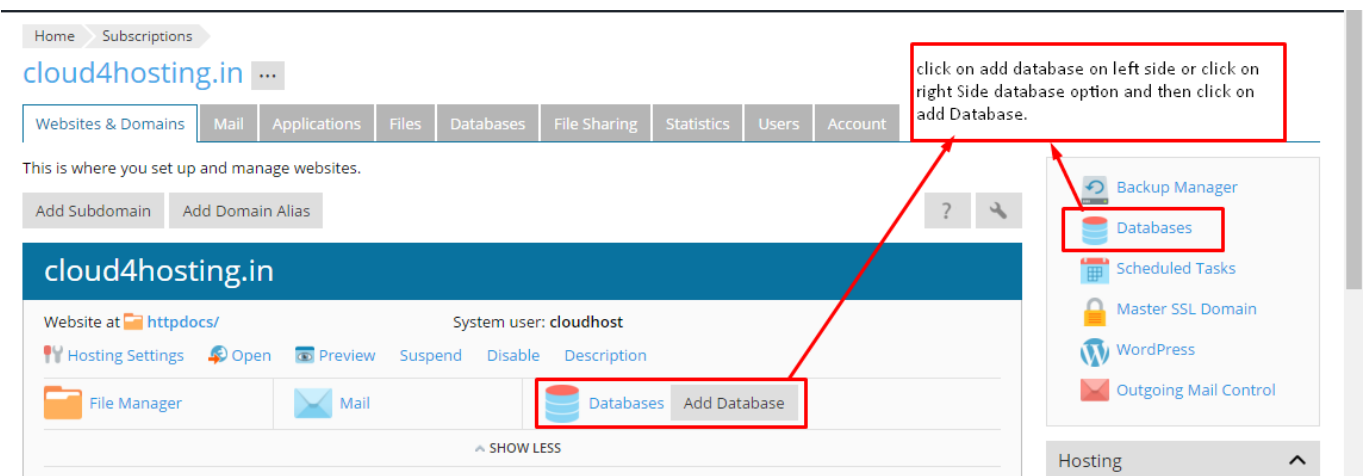 Home Subscriptions
cloud4hosting.in ...
click on add database on left side or click on
right Side database option and then click on
add Database.
Websites & Domains Mail Applications Files Databases File Sharing Statistics Users Account
This is where you set up and manage websites.
Add Subdomain Add Domain Alias ?
Backup Manager
Databases
Scheduled Tasks
Master SSL Domain
WordPress
Outgoing Mail Control
Hosting
cloud4hosting.in
Website at httpdocs/ System user: cloudhost
Hosting Settings Open Preview Suspend Disable Description
File Manager Mail Databases Add Database
SHOW LESS